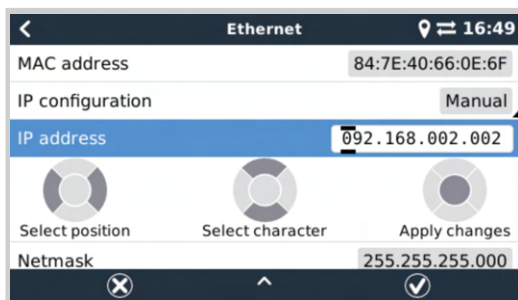 Ethernet 16:49
MAC address 84:7E:40:66:0E:6F
IP configuration Manual
IP address 092.168.002.002
Select position Select character Apply changes
Netmask 255.255.255.000